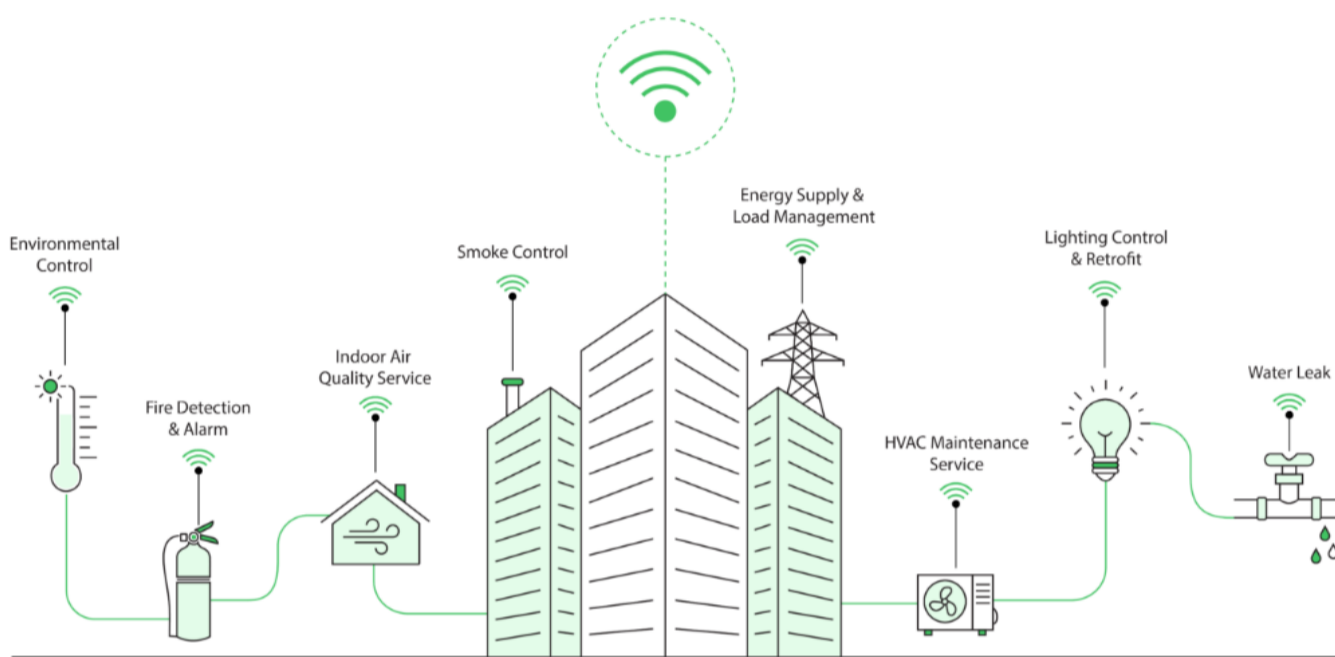 Environmental
Control
Fire Detection
& Alarm
Indoor Air
Quality Service
Smoke Control
Energy Supply &
Load Management
HVAC Maintenance
Service
Lighting Control
& Retrofit
Water Leak